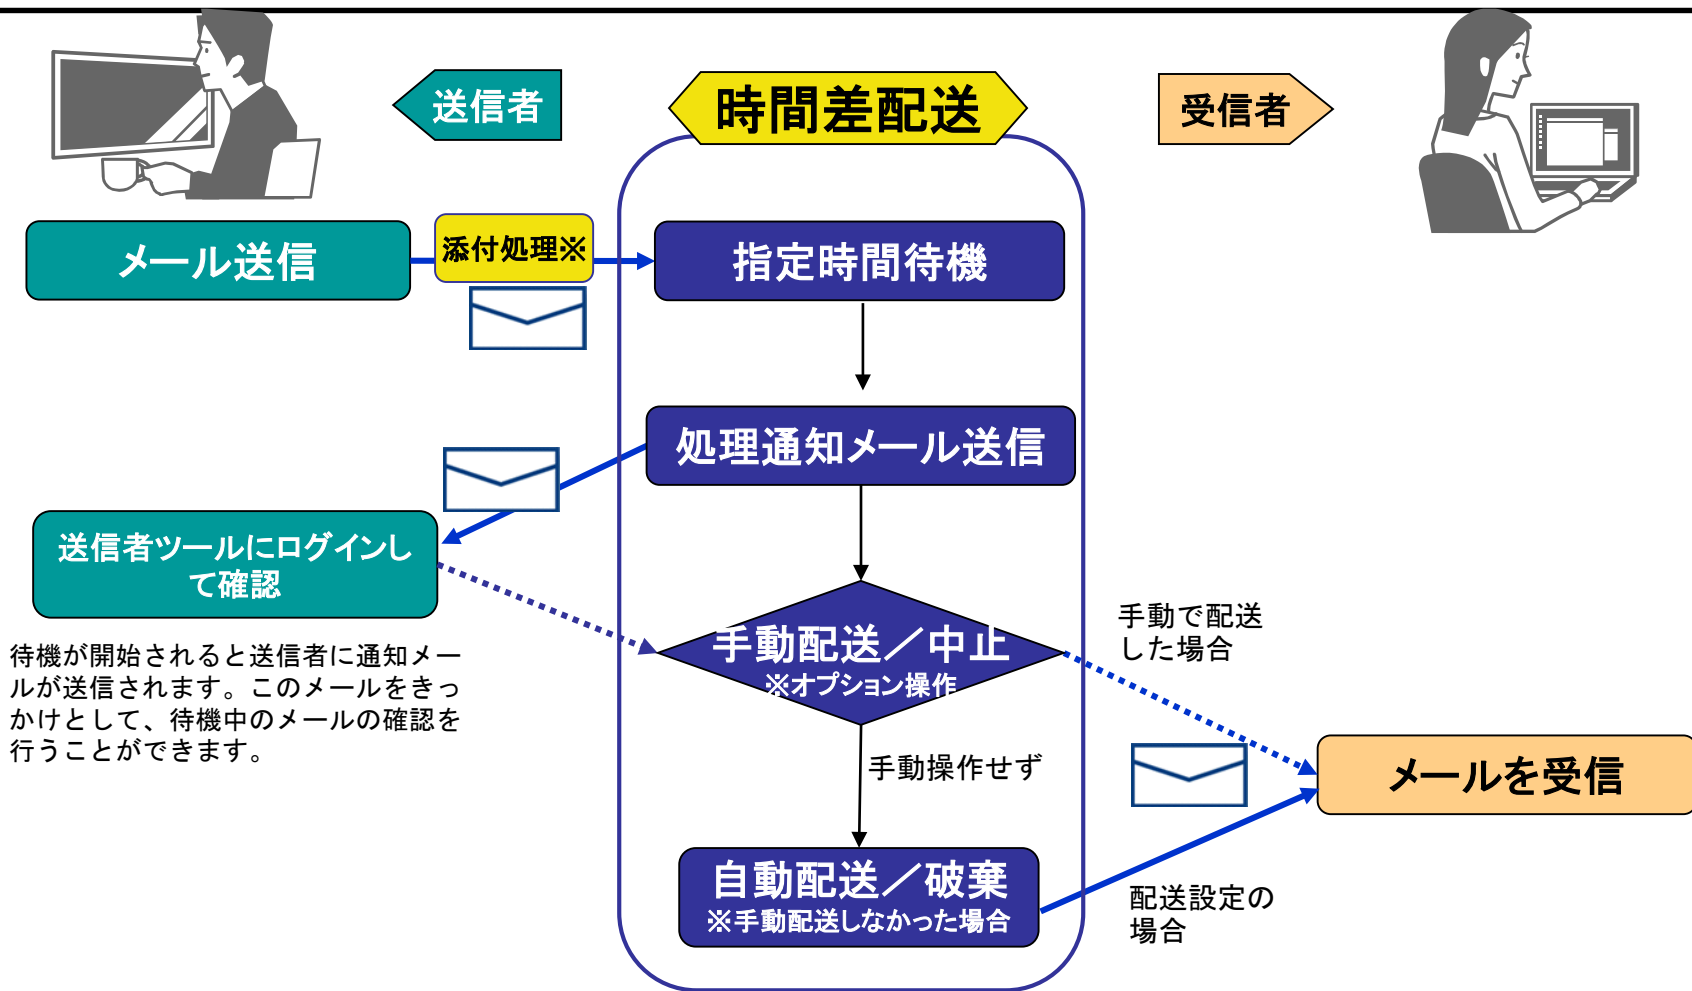 送信者
時間差配送
受信者
メール送信
添付処理※
指定時間待機
処理通知メール送信
送信者ツールにログインし
て確認
待機が開始されると送信者に通知メー
ルが送信されます。このメールをきっ
かけとして、待機中のメールの確認を
行うことができます。
手動配送／中止
※オプション操作
手動で配送
した場合
手動操作せず
メールを受信
自動配送／破棄
※手動配送しなかった場合
配送設定の
場合